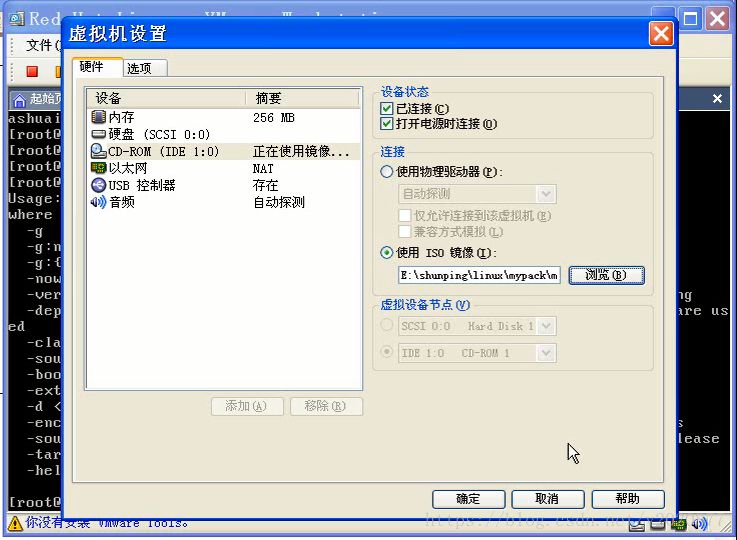 Red Hat Linux - VMware Workstation
虚拟机设置
文件(
硬件
选项
起始页
设备 摘要
内存 256 MB
硬盘 (SCSI 0:0)
CD-ROM (IDE 1:0) 正在使用镜像...
以太网 NAT
USB 控制器 存在
音频 自动探测
添加(A)
移除(R)
设备状态
已连接(C)
打开电源时连接(O)
连接
使用物理驱动器(P):
自动探测
仅允许连接到该虚拟机(E)
兼容方式模拟(L)
使用 ISO 镜像(I):
E:\shunping\linux\mypack\m
浏览(B)
虚拟设备节点(V)
SCSI 0:0 Hard Disk 1
IDE 1:0 CD-ROM 1
确定
取消
帮助
ashuai
[root@
[root@
[root@
[root@
[root@
Usage:
where
-g
-g:n
-g:{
-now
-ver
ng
-dep
are us
ed
-cla
-sou
-boo
-ext
-d <
-enc
s
-sou
lease
-tar
-hel
[root@
你没有安装 VMware Tools。